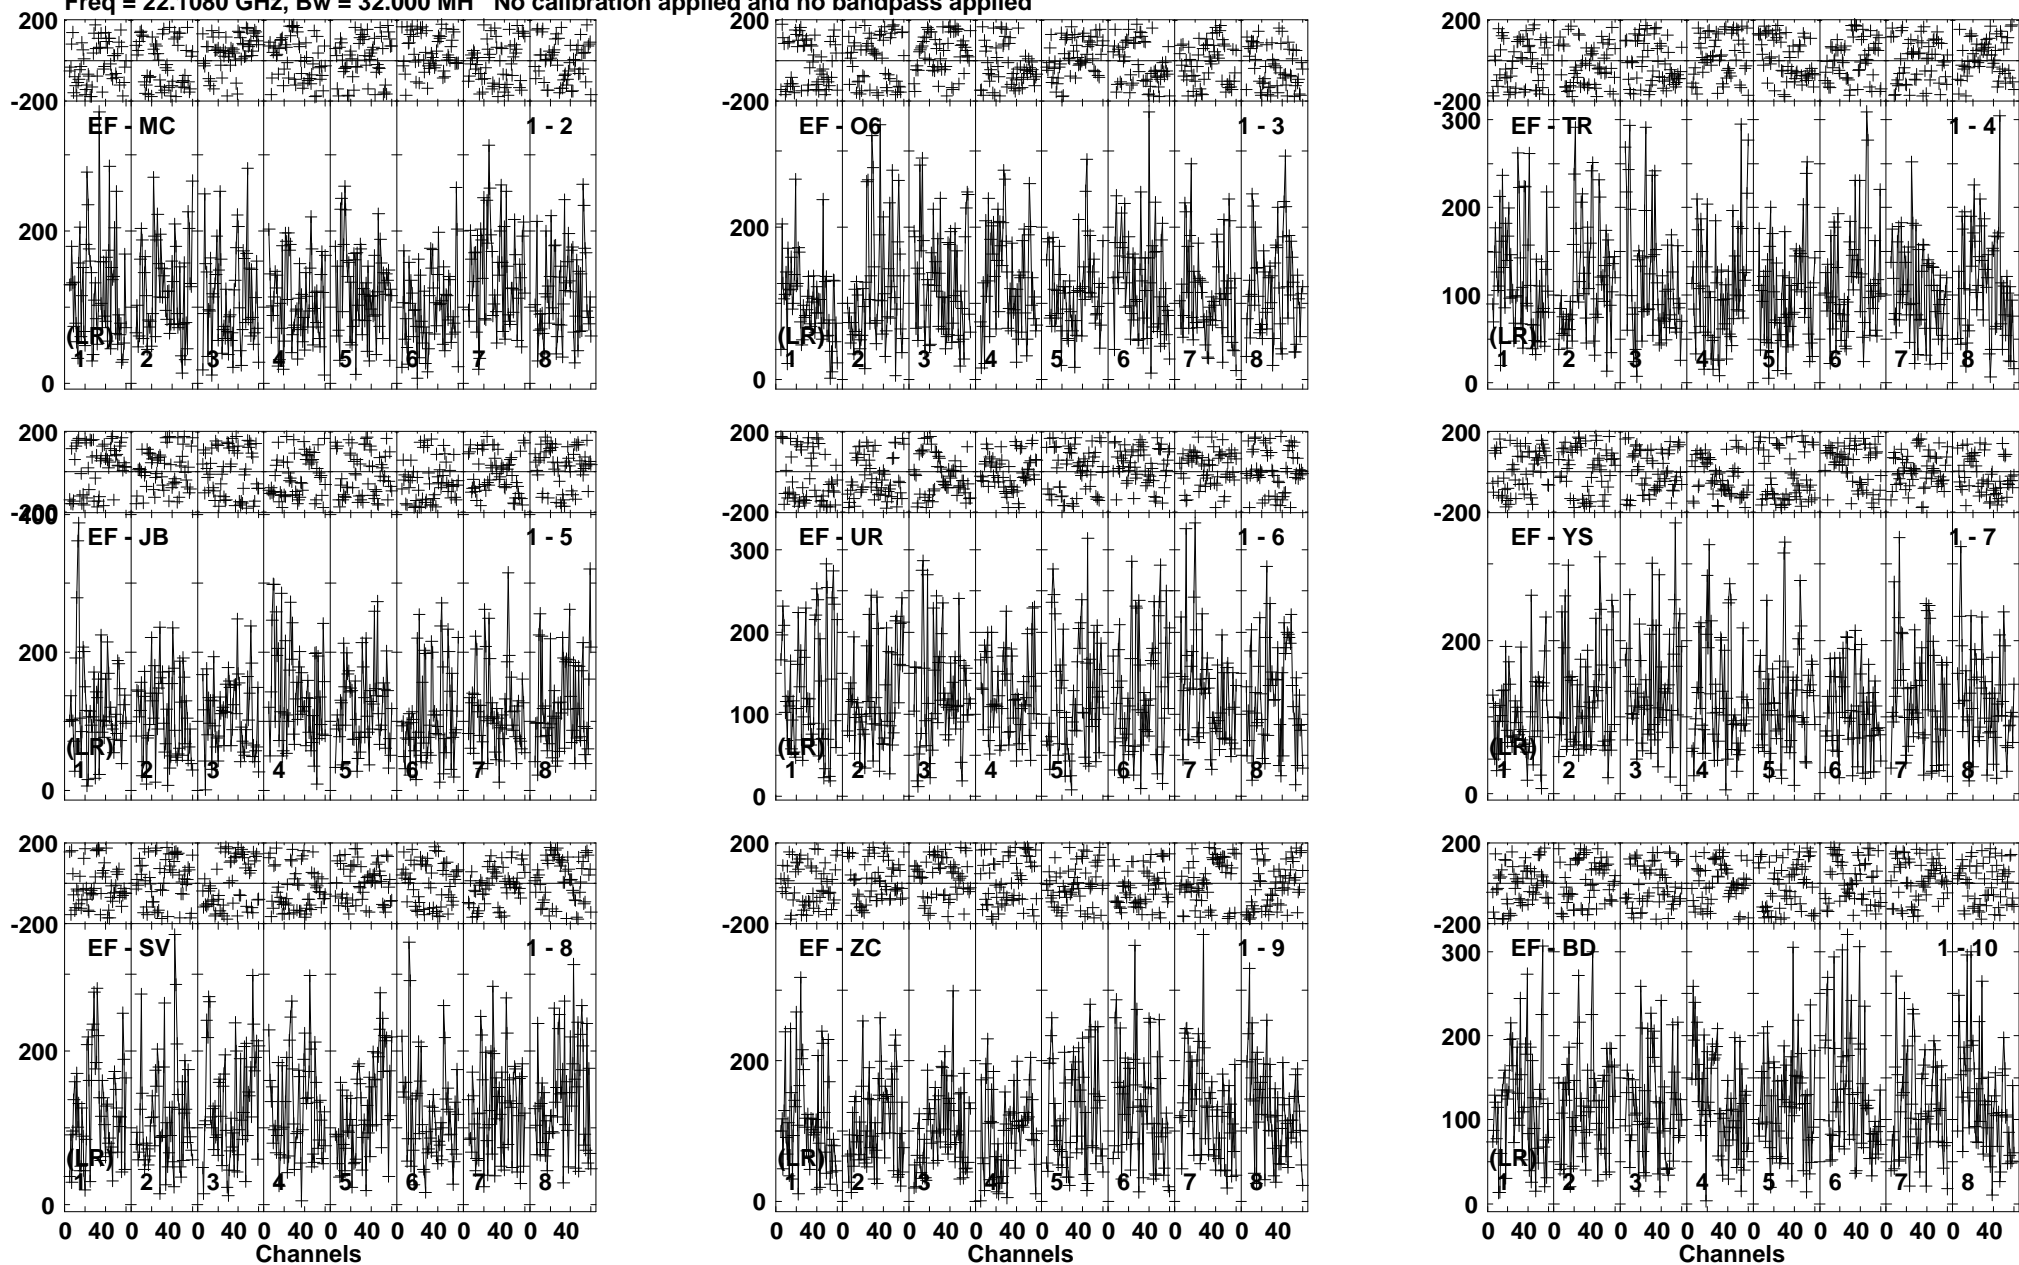 Freq = 22.1080 GHz, Bw = 32.000 MH No calibration applied and no bandpass applied
200
-200
EF - MC
1 - 2
200
(LR)
1 2 3 4 5 6 7 8
0
200
-200
EF - O6
1 - 3
200
(LR)
1 2 3 4 5 6 7 8
0
200
-200
300
EF - TR
1 - 4
200
100
(LR)
1 2 3 4 5 6 7 8
0
200
-200
400
EF - JB
1 - 5
200
(LR)
1 2 3 4 5 6 7 8
0
200
-200
EF - UR
1 - 6
300
200
100
(LR)
1 2 3 4 5 6 7 8
0
200
-200
EF - YS
1 - 7
200
(LR)
1 2 3 4 5 6 7 8
0
200
-200
EF - SV
1 - 8
200
(LR)
1 2 3 4 5 6 7 8
0
0 40 0 40 0 40 0 40 0 40 0 40 0 40 0 40
Channels
200
-200
EF - ZC
1 - 9
200
(LR)
1 2 3 4 5 6 7 8
0
0 40 0 40 0 40 0 40 0 40 0 40 0 40 0 40
Channels
200
-200
EF - BD
1 - 10
300
200
100
(LR)
1 2 3 4 5 6 7 8
0
0 40 0 40 0 40 0 40 0 40 0 40 0 40 0 40
Channels